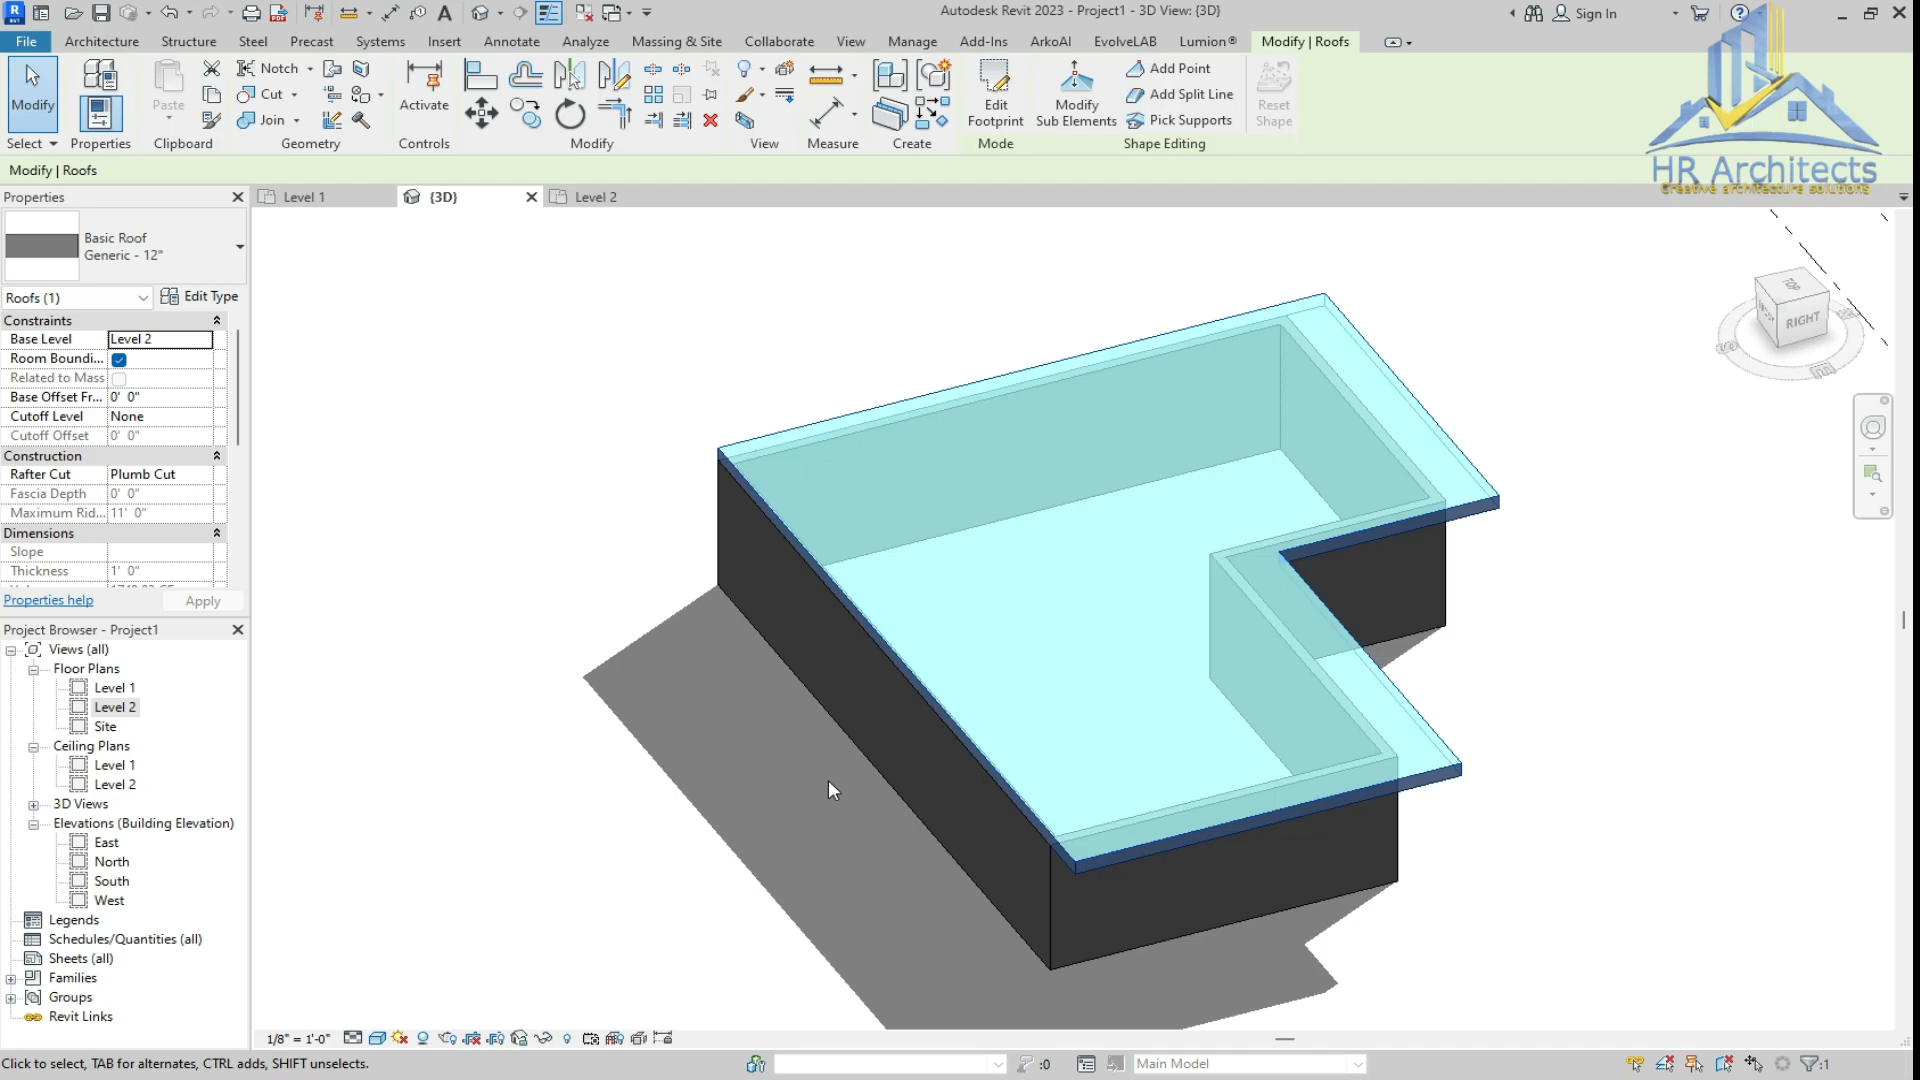 Autodesk Revit 2023 - Project1 - 3D View: {3D}
Sign In
File
Architecture
Structure
Steel
Precast
Systems
Insert
Annotate
Analyze
Massing & Site
Collaborate
View
Manage
Add-Ins
ArkoAI
EvolveLAB
Lumion®
Modify | Roofs
Modify
Paste
Notch
Cut
Join
Activate
Edit
Footprint
Modify
Sub Elements
Add Point
Add Split Line
Pick Supports
Reset
Shape
Select
Properties
Clipboard
Geometry
Controls
Modify
View
Measure
Create
Mode
Shape Editing
HR Architects
Creative architecture solutions
Modify | Roofs
Properties
Level 1
{3D}
Level 2
Basic Roof
Generic - 12"
Roofs (1)
Edit Type
Constraints
Base Level
Level 2
Room Boundi...
Related to Mass
Base Offset Fr...
0' 0"
Cutoff Level
None
Cutoff Offset
0' 0"
Construction
Rafter Cut
Plumb Cut
Fascia Depth
0' 0"
Maximum Rid...
11' 0"
Dimensions
Slope
Thickness
1' 0"
Properties help
Apply
TOP
RIGHT
Project Browser - Project1
Views (all)
Floor Plans
Level 1
Level 2
Site
Ceiling Plans
Level 1
Level 2
3D Views
Elevations (Building Elevation)
East
North
South
West
Legends
Schedules/Quantities (all)
Sheets (all)
Families
Groups
Revit Links
1/8" = 1'-0"
Click to select, TAB for alternates, CTRL adds, SHIFT unselects.
:0
Main Model
:1